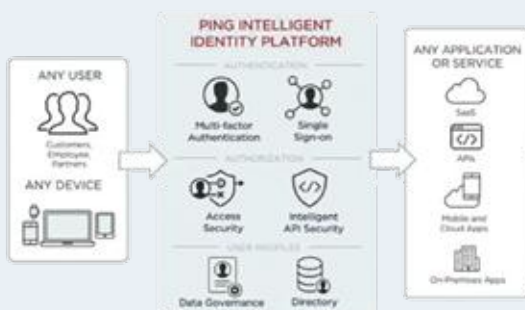 ANY USER
Customers,
Employee,
Partners
ANY DEVICE
PING INTELLIGENT
IDENTITY PLATFORM
AUTHENTICATION
Multi-factor
Authentication
Single
Sign-on
AUTHORIZATION
Access
Security
Intelligent
API Security
USER PROFILES
Data Governance
Directory
ANY APPLICATION
OR SERVICE
SaaS
APIs
Mobile and
Cloud Apps
On-Premises Apps